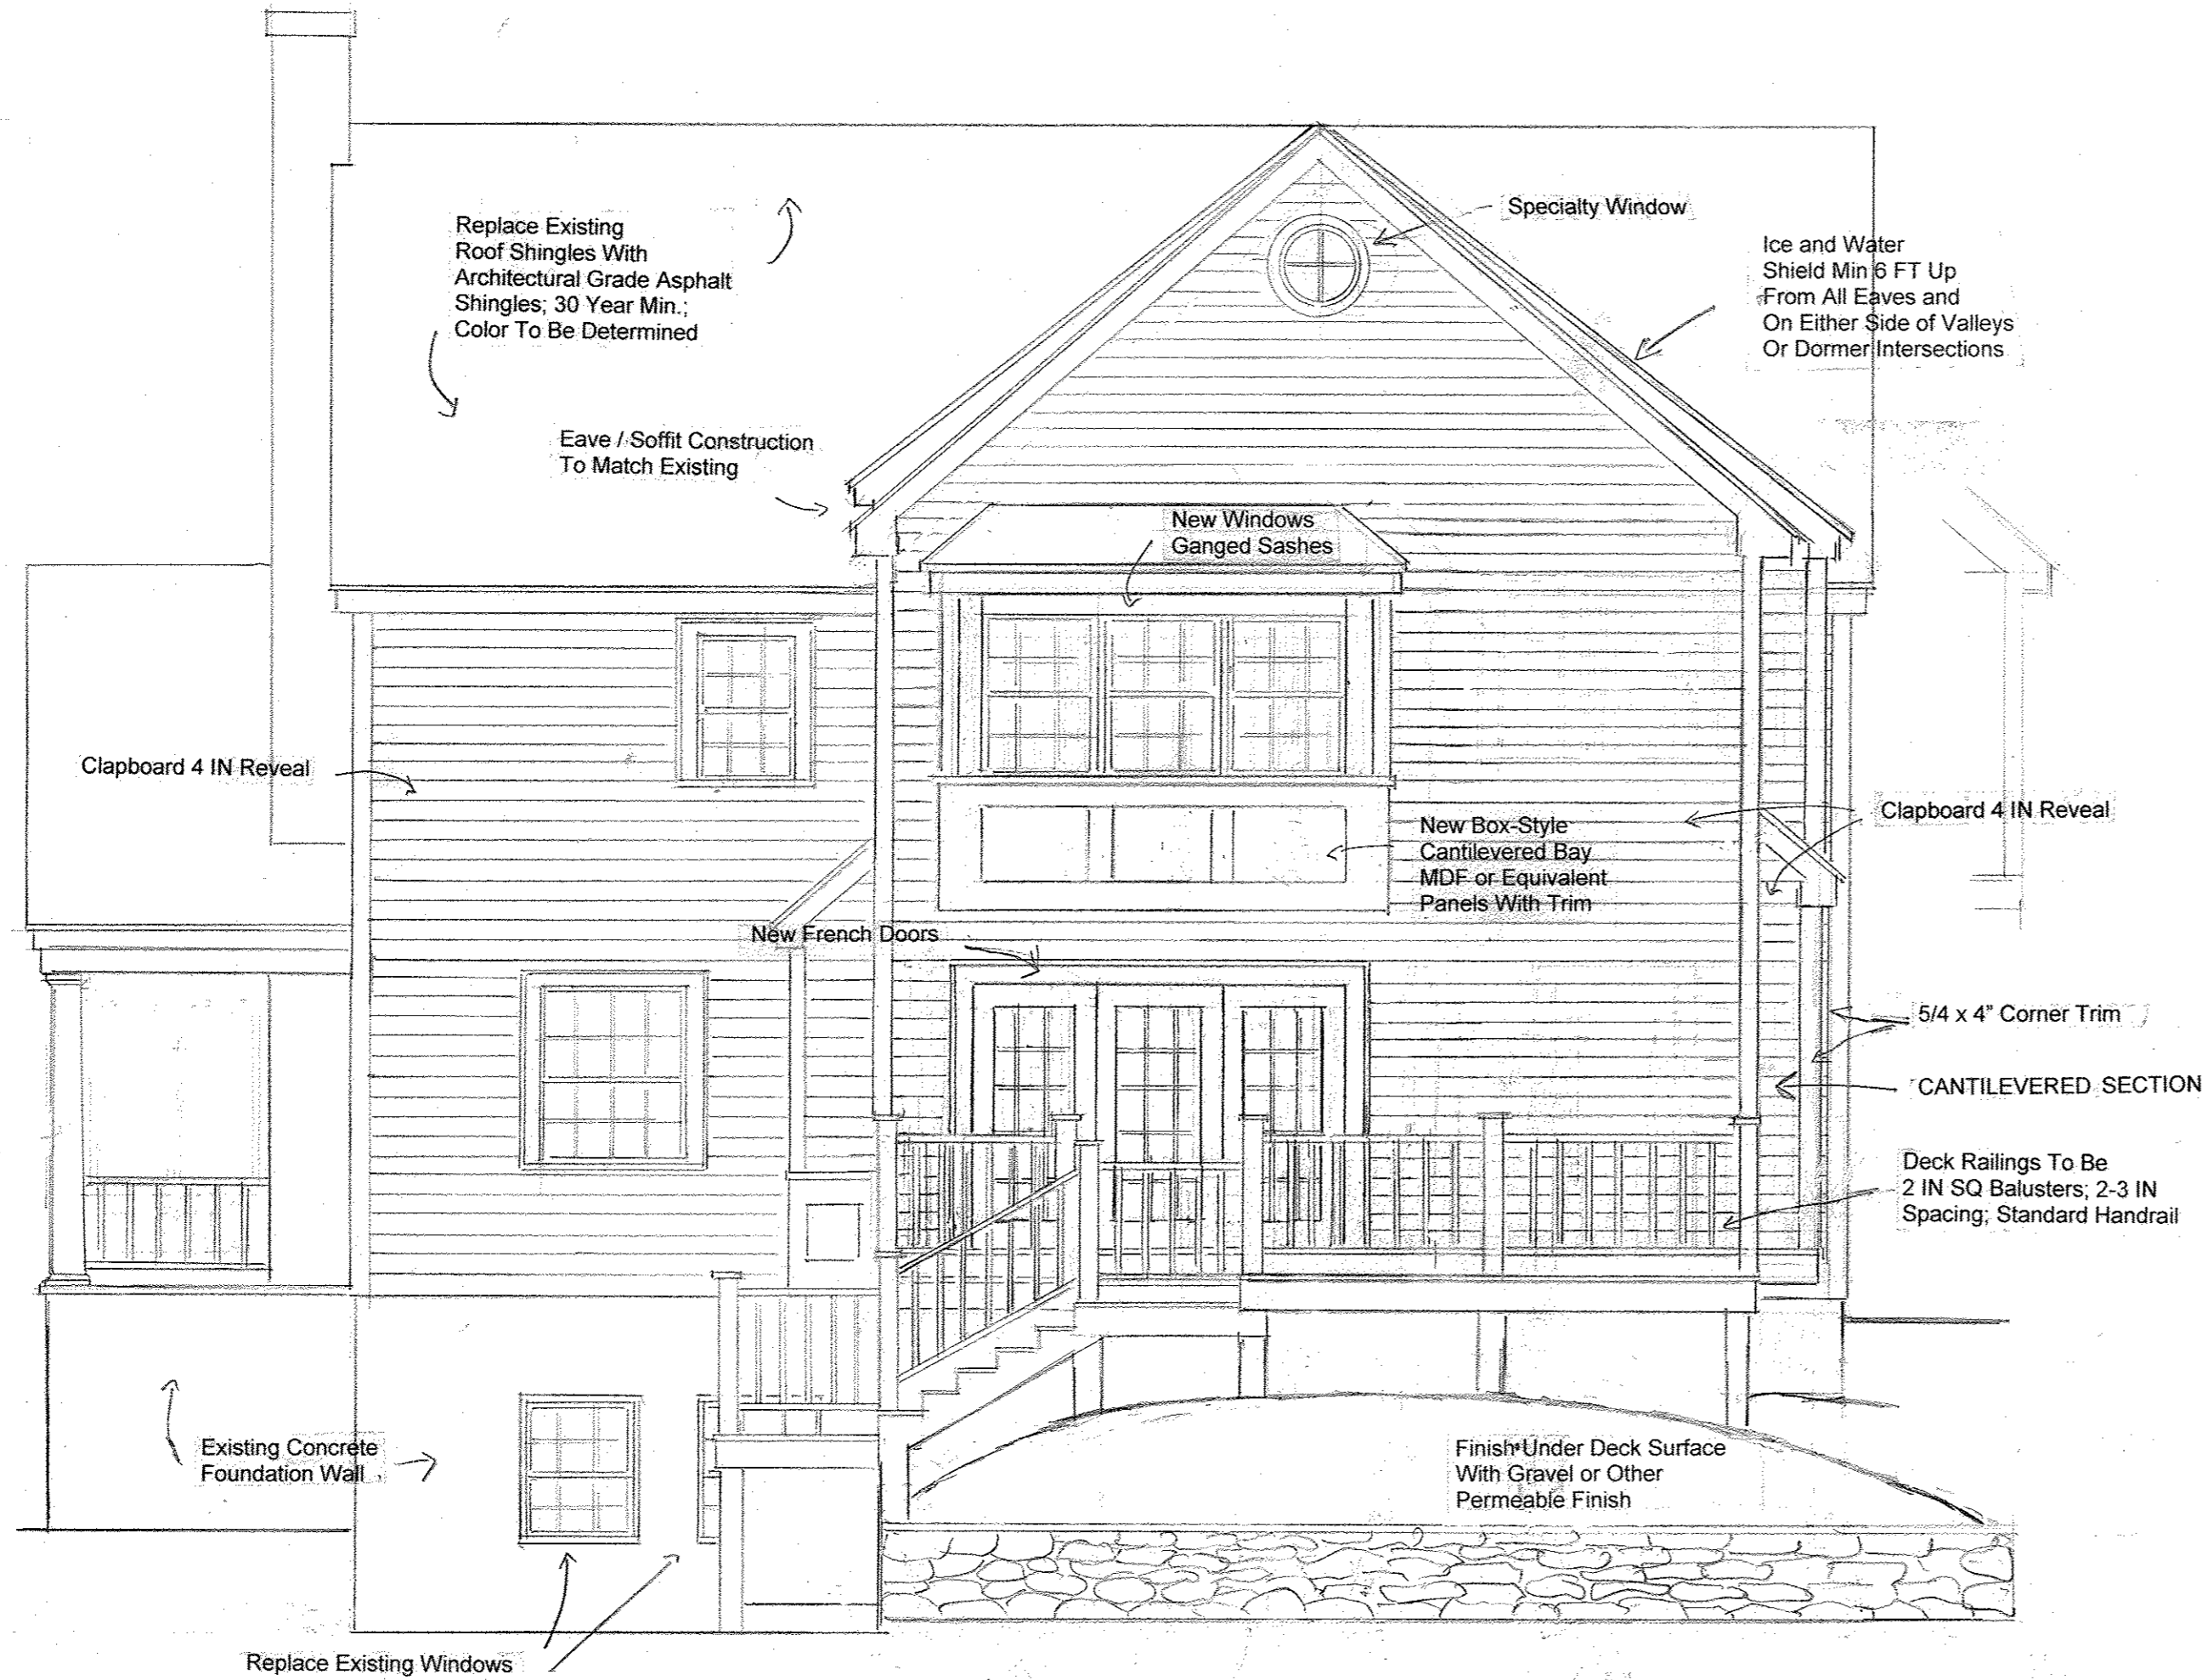 Replace Existing
Roof Shingles With
Architectural Grade Asphalt
Shingles; 30 Year Min.;
Color To Be Determined
Specialty Window
Ice and Water
Shield Min 6 FT Up
From All Eaves and
On Either Side of Valleys
Or Dormer Intersections
Eave / Soffit Construction
To Match Existing
New Windows
Ganged Sashes
Clapboard 4 IN Reveal
Clapboard 4 IN Reveal
New Box-Style
Cantilevered Bay
MDF or Equivalent
Panels With Trim
New French Doors
5/4 x 4" Corner Trim
CANTILEVERED SECTION
Deck Railings To Be
2 IN SQ Balusters; 2-3 IN
Spacing; Standard Handrail
Existing Concrete
Foundation Wall
Finish Under Deck Surface
With Gravel or Other
Permeable Finish
Replace Existing Windows